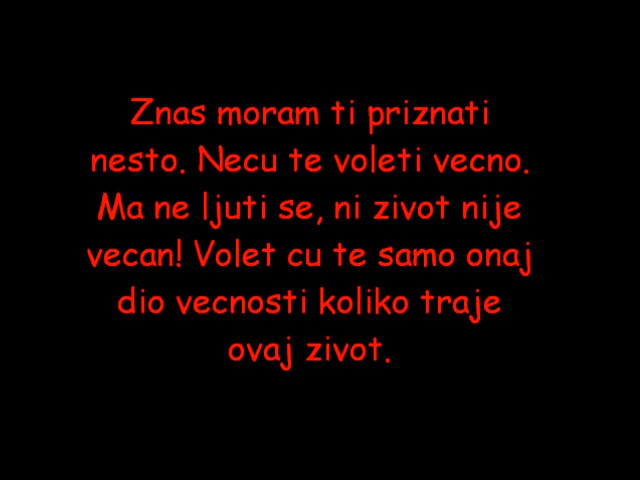 Znas moram ti priznati
nesto. Necu te voleti vecno.
Ma ne ljuti se, ni zivot nije
vecan! Volet cu te samo onaj
dio vecnosti koliko traje
ovaj zivot.